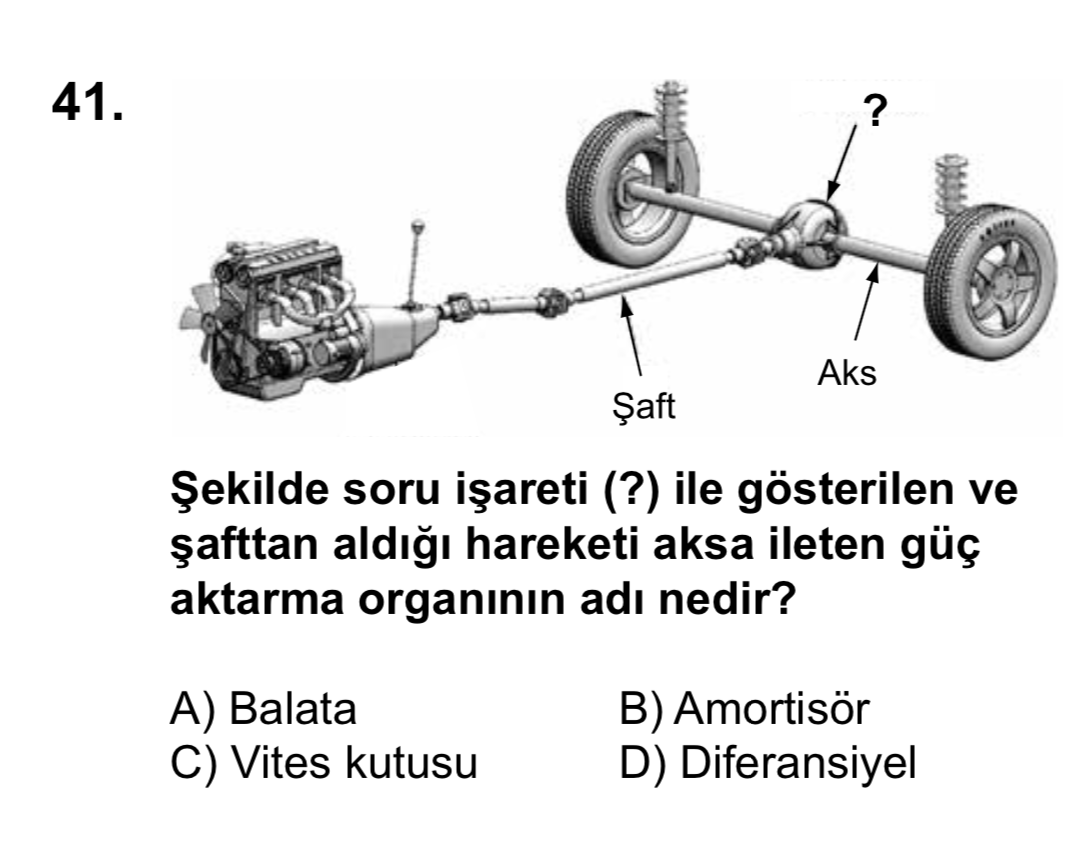 41.
?
Aks
Şaft
Şekilde soru işareti (?) ile gösterilen ve
şafttan aldığı hareketi aksa ileten güç
aktarma organının adı nedir?
A) Balata
B) Amortisör
C) Vites kutusu
D) Diferansiyel